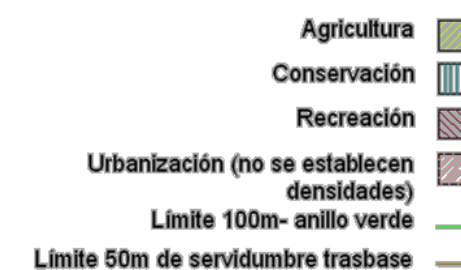 Agricultura
Conservación
Recreación
Urbanización (no se establecen
densidades)
Límite 100m- anillo verde
Límite 50m de servidumbre trasbase